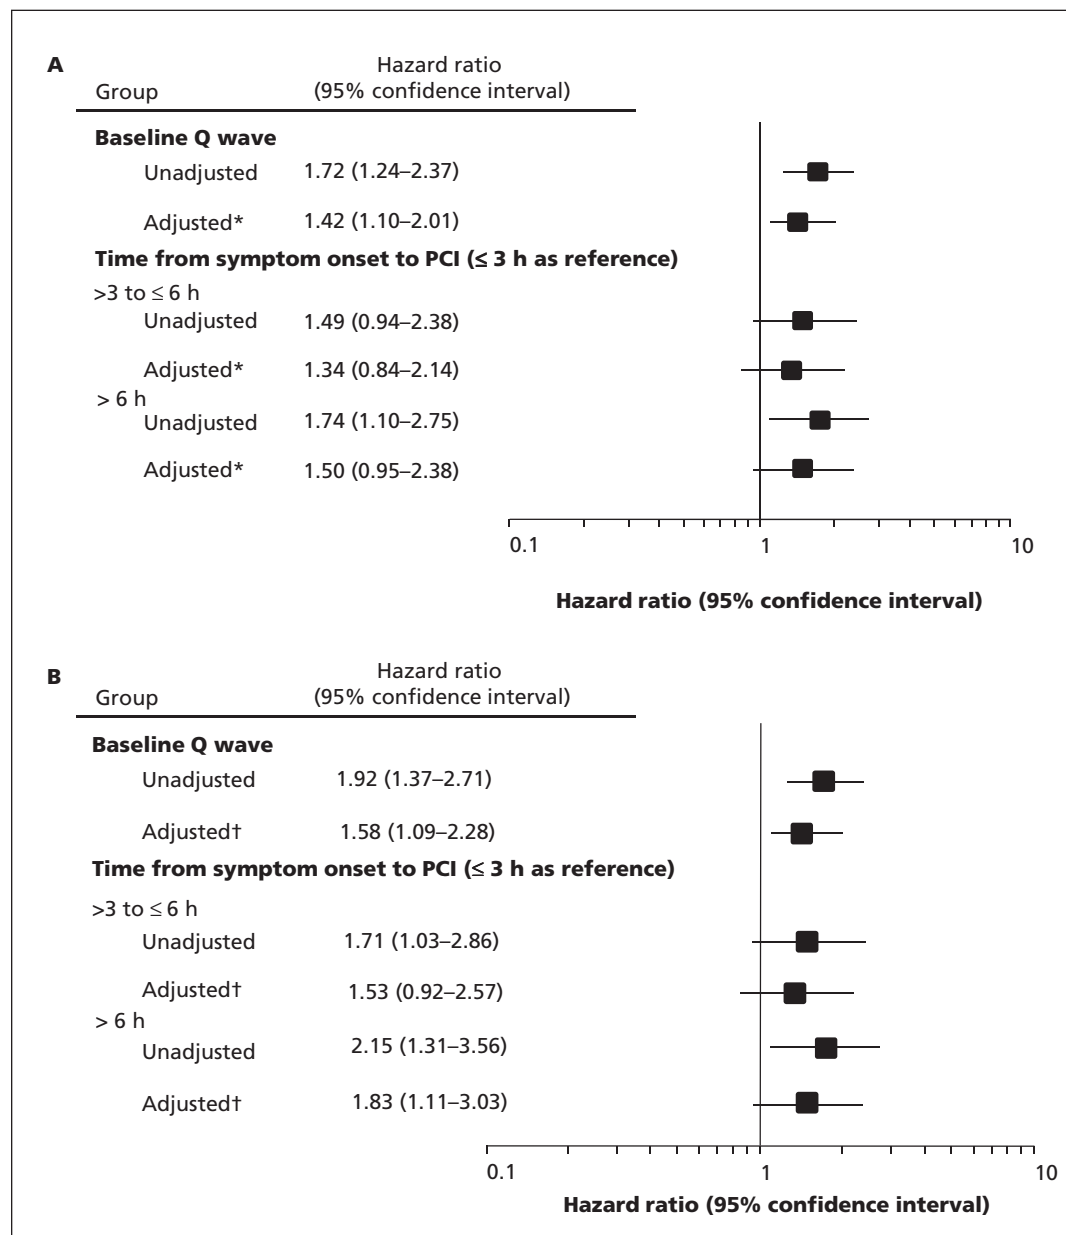 A
Hazard ratio
Group (95% confidence interval)
Baseline Q wave
Unadjusted 1.72 (1.24–2.37)
Adjusted* 1.42 (1.10–2.01)
Time from symptom onset to PCI (≤ 3 h as reference)
>3 to ≤ 6 h
Unadjusted 1.49 (0.94–2.38)
Adjusted* 1.34 (0.84–2.14)
> 6 h
Unadjusted 1.74 (1.10–2.75)
Adjusted* 1.50 (0.95–2.38)
0.1 1 10
Hazard ratio (95% confidence interval)
B
Hazard ratio
Group (95% confidence interval)
Baseline Q wave
Unadjusted 1.92 (1.37–2.71)
Adjusted† 1.58 (1.09–2.28)
Time from symptom onset to PCI (≤ 3 h as reference)
>3 to ≤ 6 h
Unadjusted 1.71 (1.03–2.86)
Adjusted† 1.53 (0.92–2.57)
> 6 h
Unadjusted 2.15 (1.31–3.56)
Adjusted† 1.83 (1.11–3.03)
0.1 1 10
Hazard ratio (95% confidence interval)